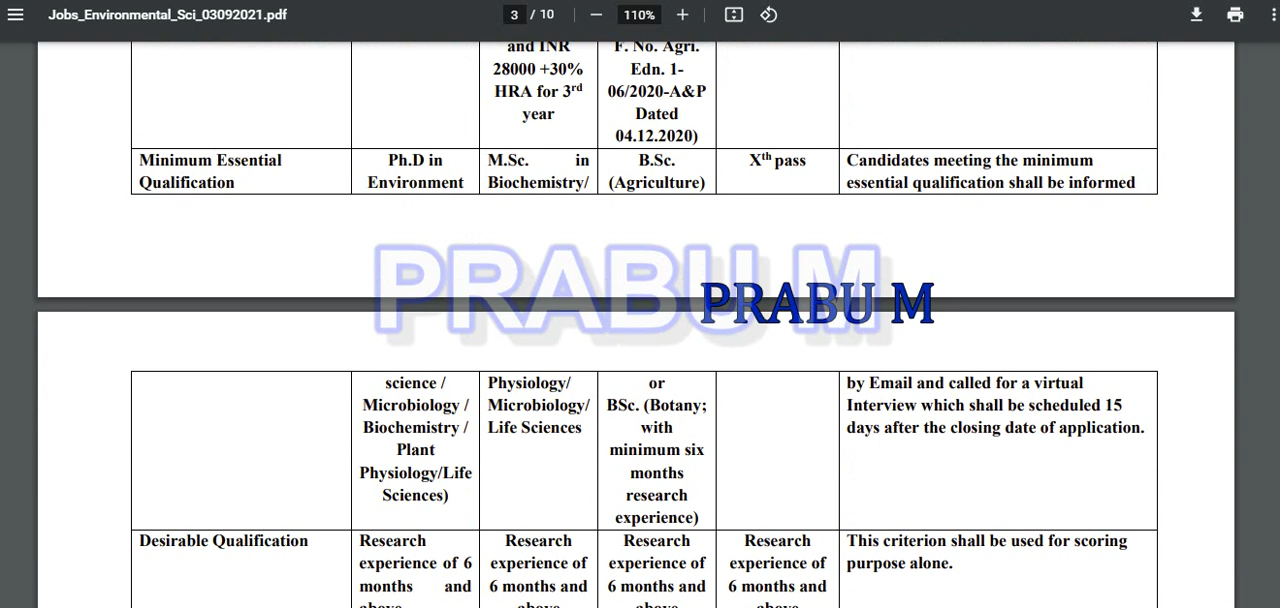 Jobs_Environmental_Sci_03092021.pdf
3 / 10
110%
and INR
28000 +30%
HRA for 3rd
year
F. No. Agri.
Edn. 1-
06/2020-A&P
Dated
04.12.2020)
Minimum Essential
Qualification
Ph.D in
Environment
M.Sc. in
Biochemistry/
B.Sc.
(Agriculture)
Xth pass
Candidates meeting the minimum
essential qualification shall be informed
PRABU M
PRABU M
science /
Microbiology /
Biochemistry /
Plant
Physiology/Life
Sciences)
Physiology/
Microbiology/
Life Sciences
or
BSc. (Botany;
with
minimum six
months
research
experience)
by Email and called for a virtual
Interview which shall be scheduled 15
days after the closing date of application.
Desirable Qualification
Research
experience of 6
months and
above
Research
experience of
6 months and
above
Research
experience of
6 months and
above
Research
experience of
6 months and
above
This criterion shall be used for scoring
purpose alone.